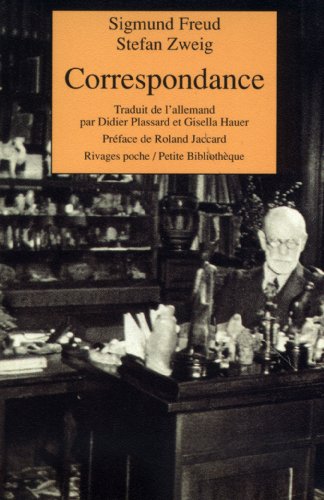 Sigmund Freud
Stefan Zweig
Correspondance
Traduit de l'allemand
par Didier Plassard et Gisella Hauer
Préface de Roland Jaccard
Rivages poche / Petite Bibliothèque